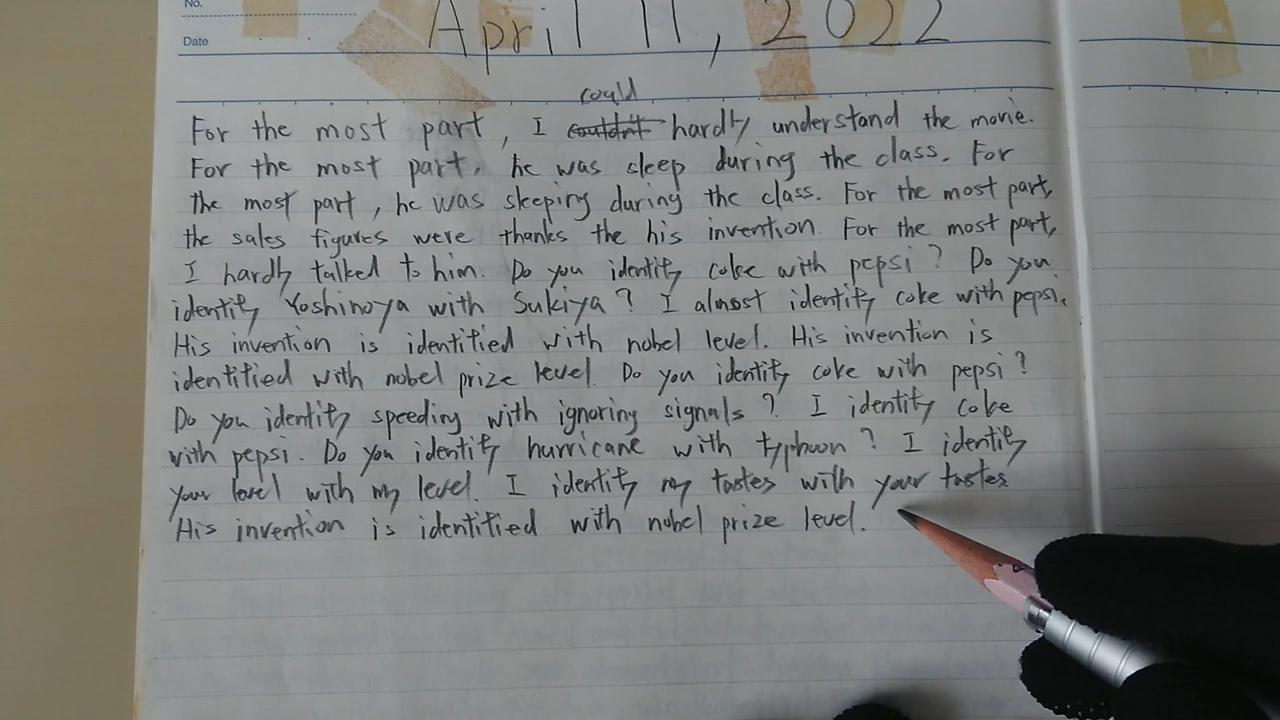 No.
Date
April 11, 2022
could
For the most part, I couldn't hardly understand the movie.
For the most part, he was sleep during the class. For
the most part, he was sleeping during the class. For the most part,
the sales figures were thanks the his invention. For the most part,
I hardly talked to him. Do you identify coke with pepsi? Do you
identify Yoshinoya with Sukiya? I almost identify coke with pepsi.
His invention is identified with nobel level. His invention is
identified with nobel prize level. Do you identify coke with pepsi?
Do you identify speeding with ignoring signals? I identify coke
with pepsi. Do you identify hurricane with typhoon? I identify
your level with my level. I identify my tastes with your tastes
His invention is identified with nobel prize level.